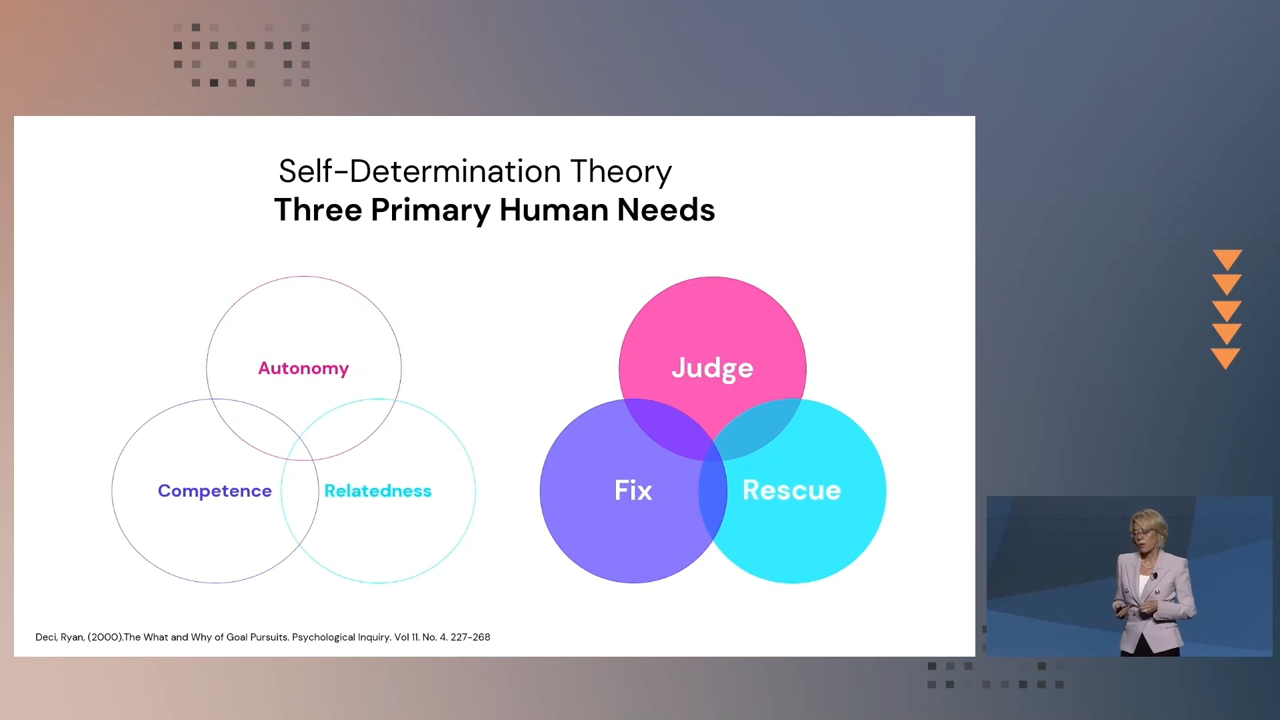 Self-Determination Theory
Three Primary Human Needs
Autonomy
Competence
Relatedness
Judge
Fix
Rescue
Deci, Ryan, (2000).The What and Why of Goal Pursuits. Psychological Inquiry. Vol 11. No. 4. 227-268